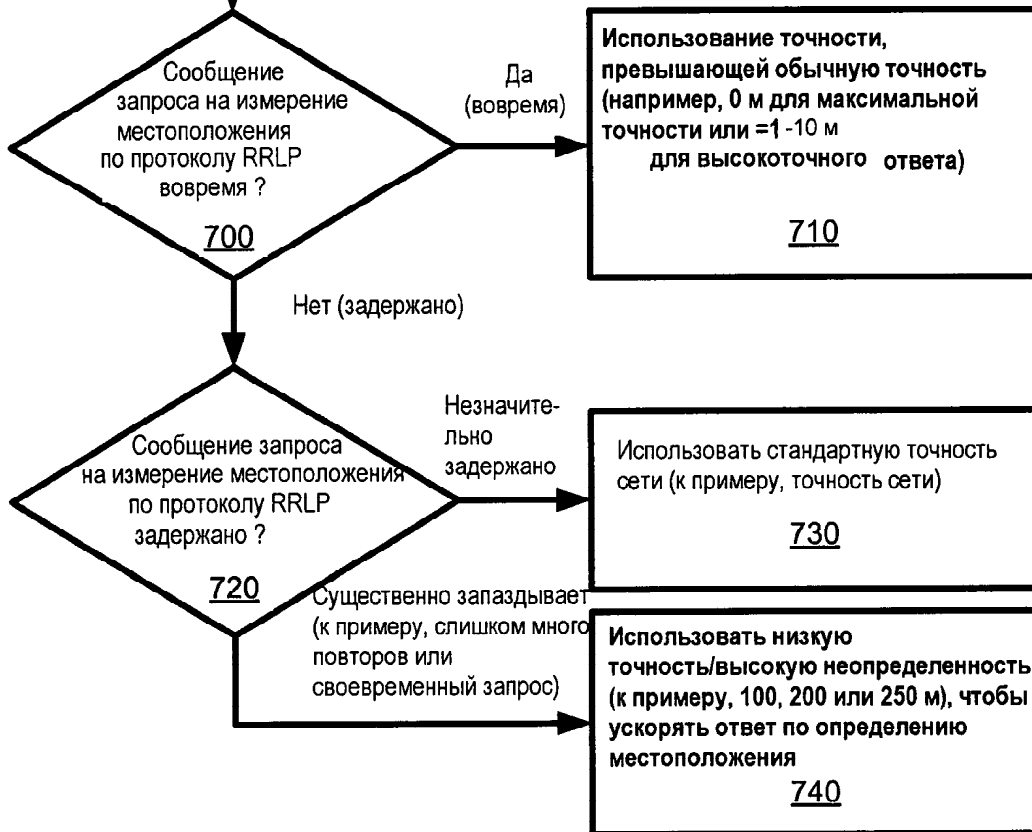 Сообщение
запроса на измерение
местоположения
по протоколу RRLP
вовремя ?
700
Да
(вовремя)
Использование точности,
превышающей обычную точность
(например, 0 м для максимальной
точности или =1 -10 м
для высокоточного ответа)
710
Нет (задержано)
Сообщение запроса
на измерение местоположения
по протоколу RRLP
задержано ?
720
Незначите-
льно
задержано
Использовать стандартную точность
сети (к примеру, точность сети)
730
Существенно запаздывает
(к примеру, слишком много
повторов или
своевременный запрос)
Использовать низкую
точность/высокую неопределенность
(к примеру, 100, 200 или 250 м), чтобы
ускорять ответ по определению
местоположения
740